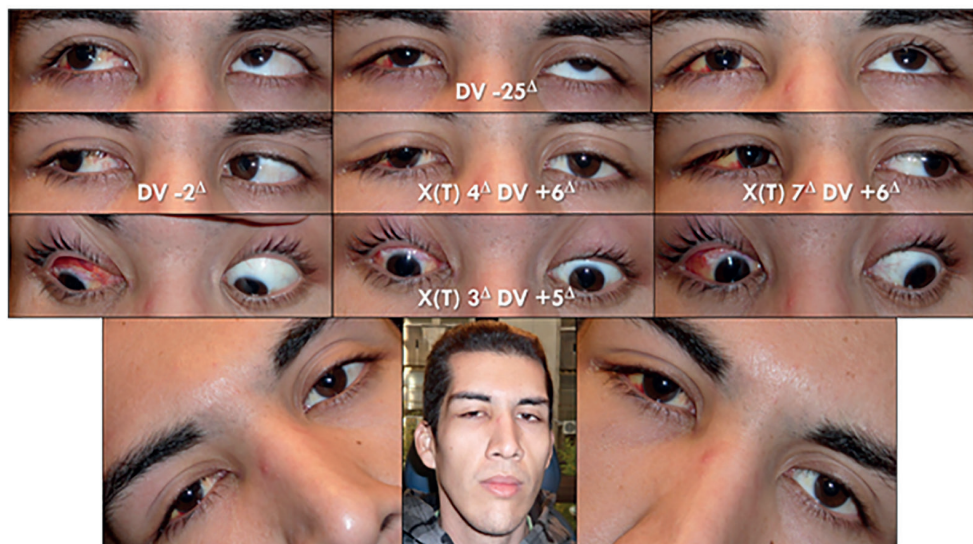 DV -25Δ
DV -2Δ
X(T) 4Δ DV +6Δ
X(T) 7Δ DV +6Δ
X(T) 3Δ DV +5Δ